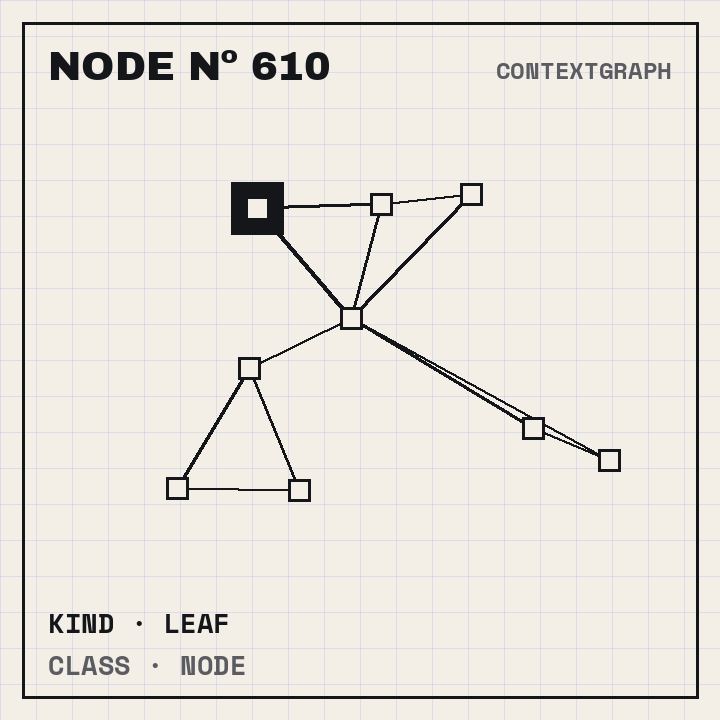 NODE Nº 610
CONTEXTGRAPH
KIND · LEAF
CLASS · NODE